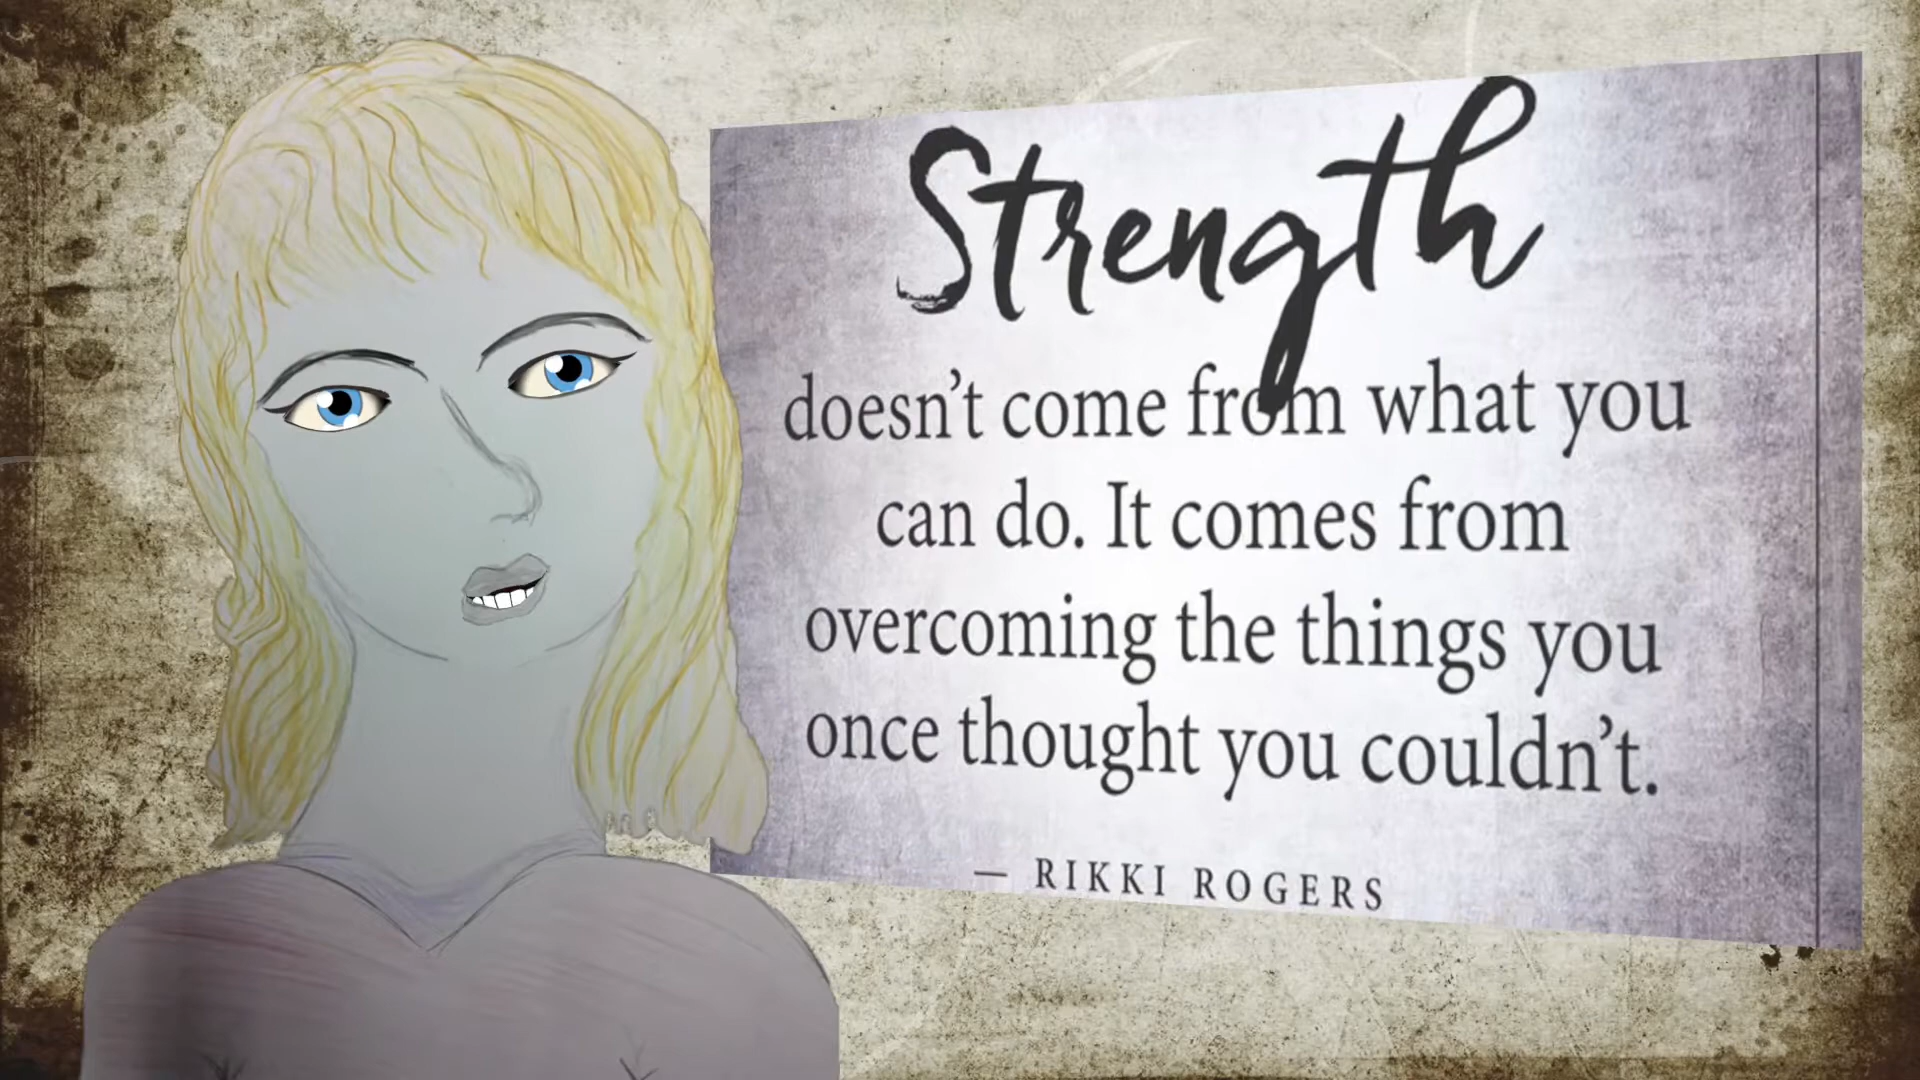 Strength
doesn't come from what you
can do. It comes from
overcoming the things you
once thought you couldn't.
— RIKKI ROGERS